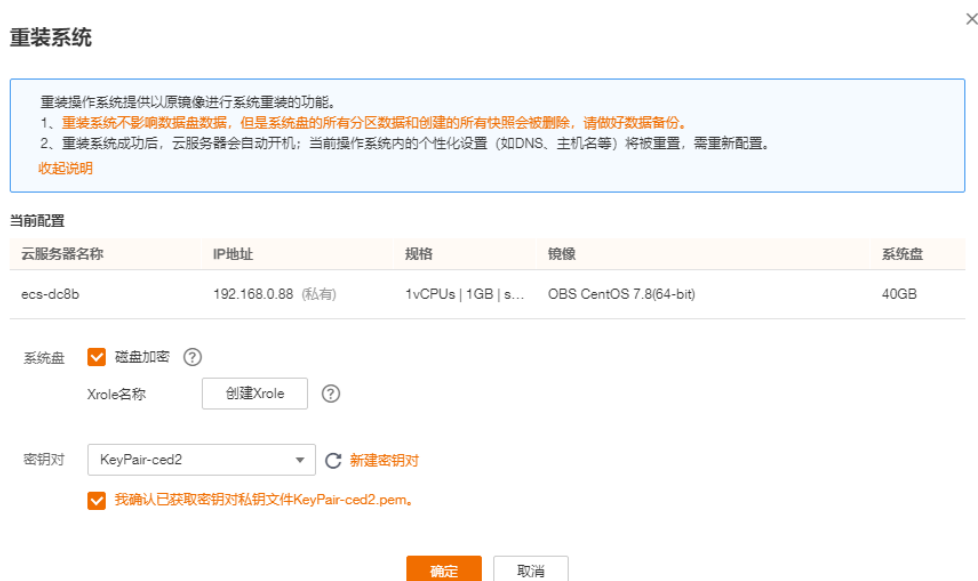 重装系统
重装操作系统提供以原镜像进行系统重装的功能。
1、重装系统不影响数据盘数据，但是系统盘的所有分区数据和创建的所有快照会被删除，请做好数据备份。
2、重装系统成功后，云服务器会自动开机；当前操作系统内的个性化设置（如DNS、主机名等）将被重置，需重新配置。
收起说明
当前配置
云服务器名称 IP地址 规格 镜像 系统盘
ecs-dc8b 192.168.0.88 (私有) 1vCPUs | 1GB | s... OBS CentOS 7.8(64-bit) 40GB
系统盘 磁盘加密 ?
Xrole名称 创建Xrole ?
密钥对 KeyPair-ced2 新建密钥对
我确认已获取密钥对私钥文件KeyPair-ced2.pem。
确定 取消